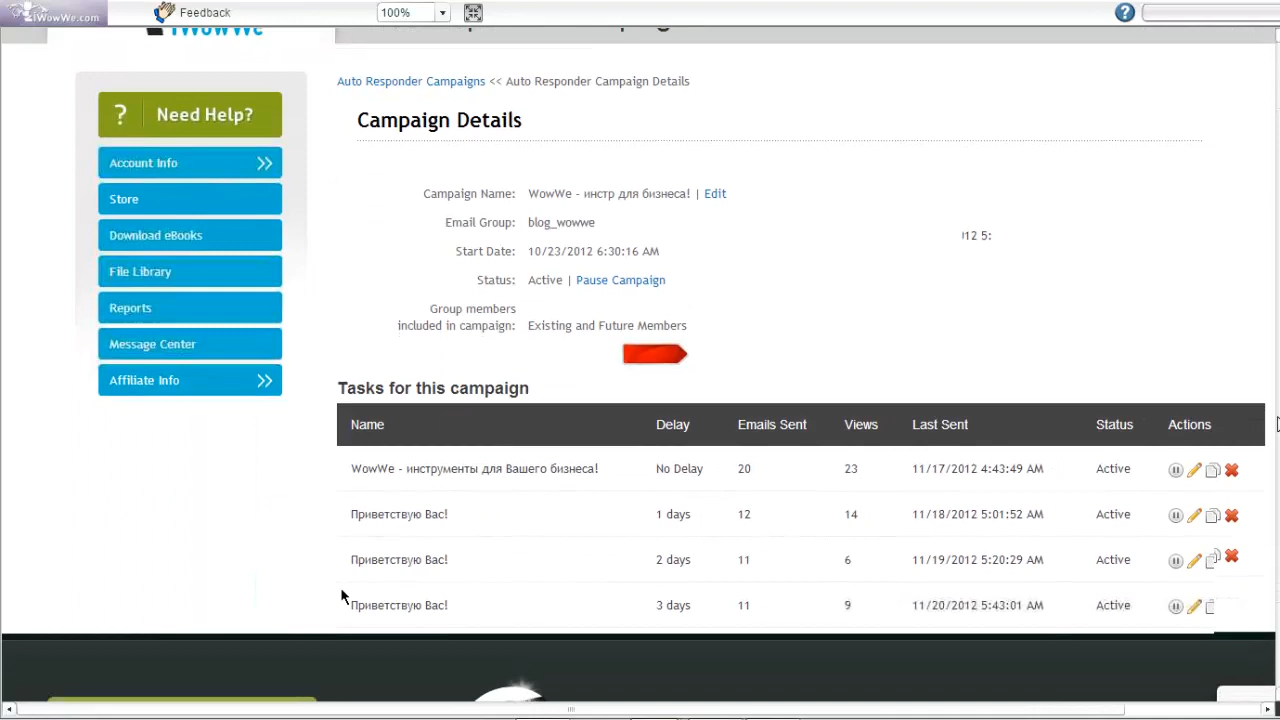 iWowWe.com
Feedback
100%
iWowWe
Auto Responder Campaigns << Auto Responder Campaign Details
? Need Help?
Campaign Details
Account Info
Store
Download eBooks
File Library
Reports
Message Center
Affiliate Info
Campaign Name: WowWe - инстр для бизнеса! | Edit
Email Group: blog_wowwe
12 5:
Start Date: 10/23/2012 6:30:16 AM
Status: Active | Pause Campaign
Group members
included in campaign: Existing and Future Members
Tasks for this campaign
Name Delay Emails Sent Views Last Sent Status Actions
WowWe - инструменты для Вашего бизнеса! No Delay 20 23 11/17/2012 4:43:49 AM Active
Приветствую Вас! 1 days 12 14 11/18/2012 5:01:52 AM Active
Приветствую Вас! 2 days 11 6 11/19/2012 5:20:29 AM Active
Приветствую Вас! 3 days 11 9 11/20/2012 5:43:01 AM Active